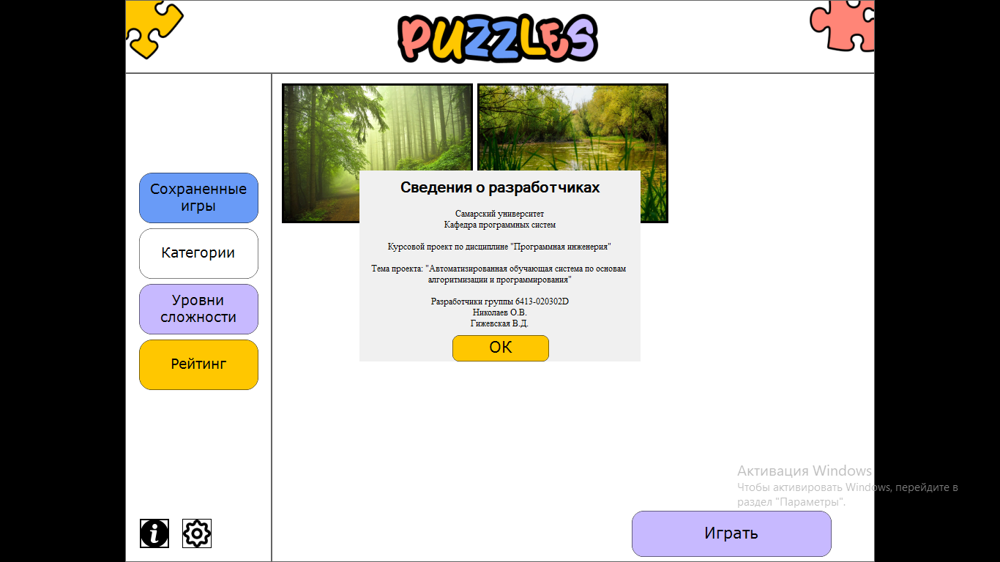 PUZZLES
Сохраненные
игры
Категории
Уровни
сложности
Рейтинг
Сведения о разработчиках
Самарский университет
Кафедра программных систем
Курсовой проект по дисциплине "Программная инженерия"
Тема проекта: "Автоматизированная обучающая система по основам
алгоритмизации и программирования"
Разработчики группы 6413-020302D
Николаев О.В.
Гижевская В.Д.
ОК
Активация Windows
Чтобы активировать Windows, перейдите в
раздел "Параметры".
i
Играть